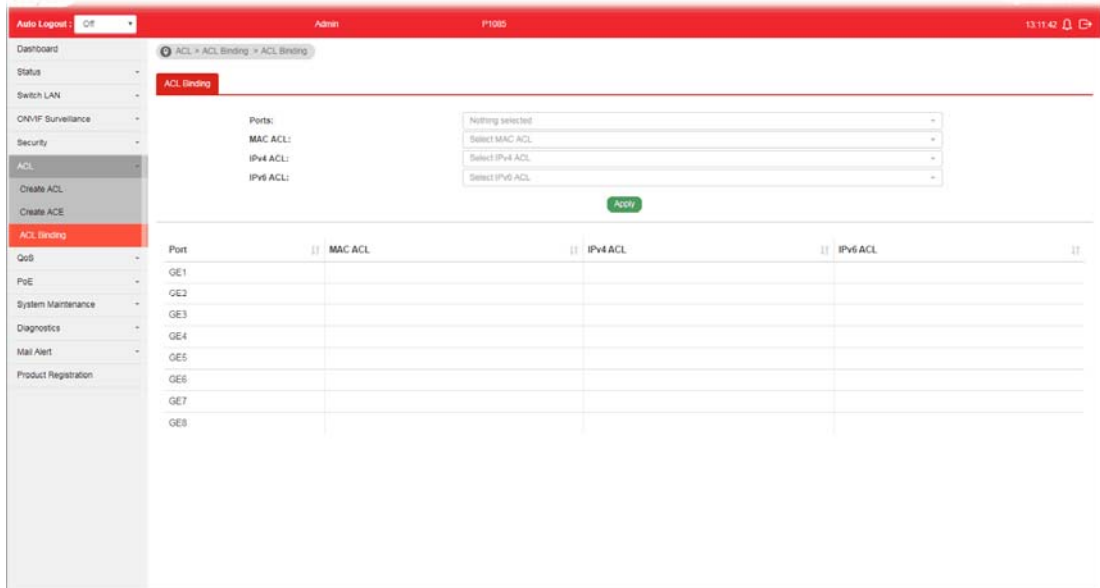 Auto Logout : Off Admin P1085 13:11:42
Dashboard
Status
Switch LAN
ONVIF Surveillance
Security
ACL
Create ACL
Create ACE
ACL Binding
QoS
PoE
System Maintenance
Diagnostics
Mail Alert
Product Registration
ACL > ACL Binding > ACL Binding
ACL Binding
Ports: Nothing selected
MAC ACL: Select MAC ACL
IPv4 ACL: Select IPv4 ACL
IPv6 ACL: Select IPv6 ACL
Apply
Port MAC ACL IPv4 ACL IPv6 ACL
GE1
GE2
GE3
GE4
GE5
GE6
GE7
GE8